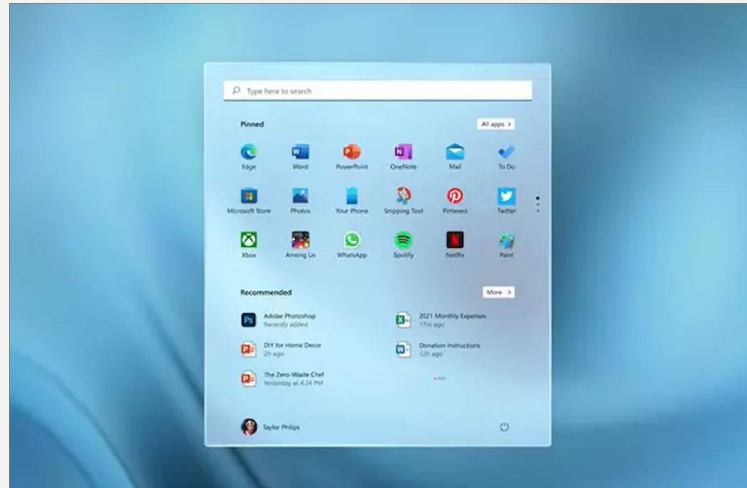 Type here to search
Pinned
All apps >
Edge
Word
PowerPoint
OneNote
Mail
To Do
Microsoft Store
Photos
Your Phone
Snipping Tool
Pinterest
Twitter
Xbox
Among Us
WhatsApp
Spotify
Netflix
Paint
Recommended
More >
Adobe Photoshop
Recently added
2021 Monthly Expenses
17m ago
DIY for Home Decor
2h ago
Donation Instructions
12h ago
The Zero-Waste Chef
Yesterday at 4:24 PM
Taylor Philips